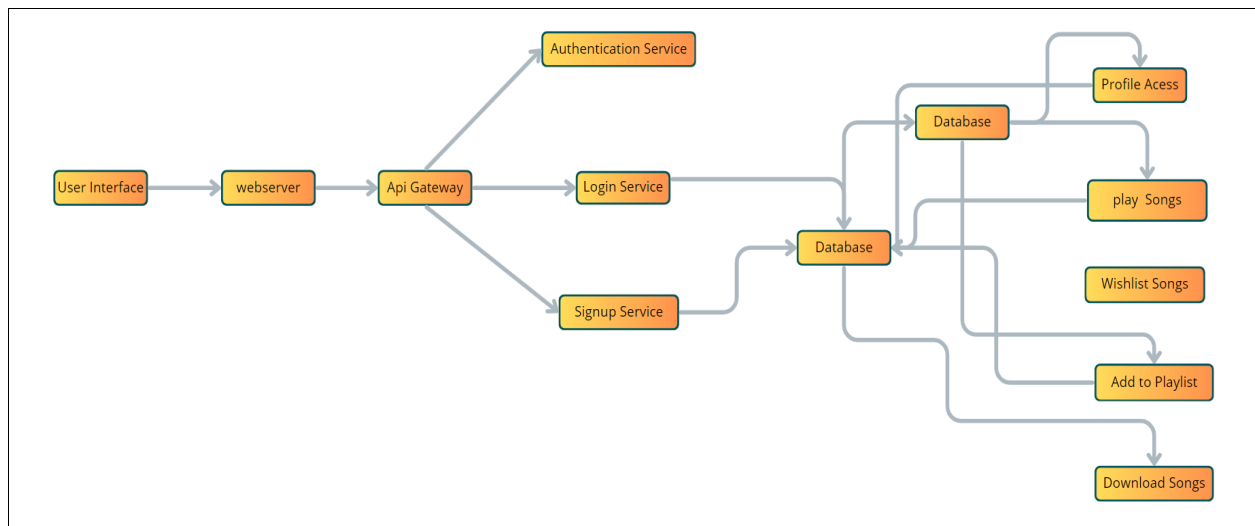 Authentication Service
Profile Acess
Database
User Interface
webserver
Api Gateway
Login Service
play Songs
Database
Wishlist Songs
Signup Service
Add to Playlist
Download Songs